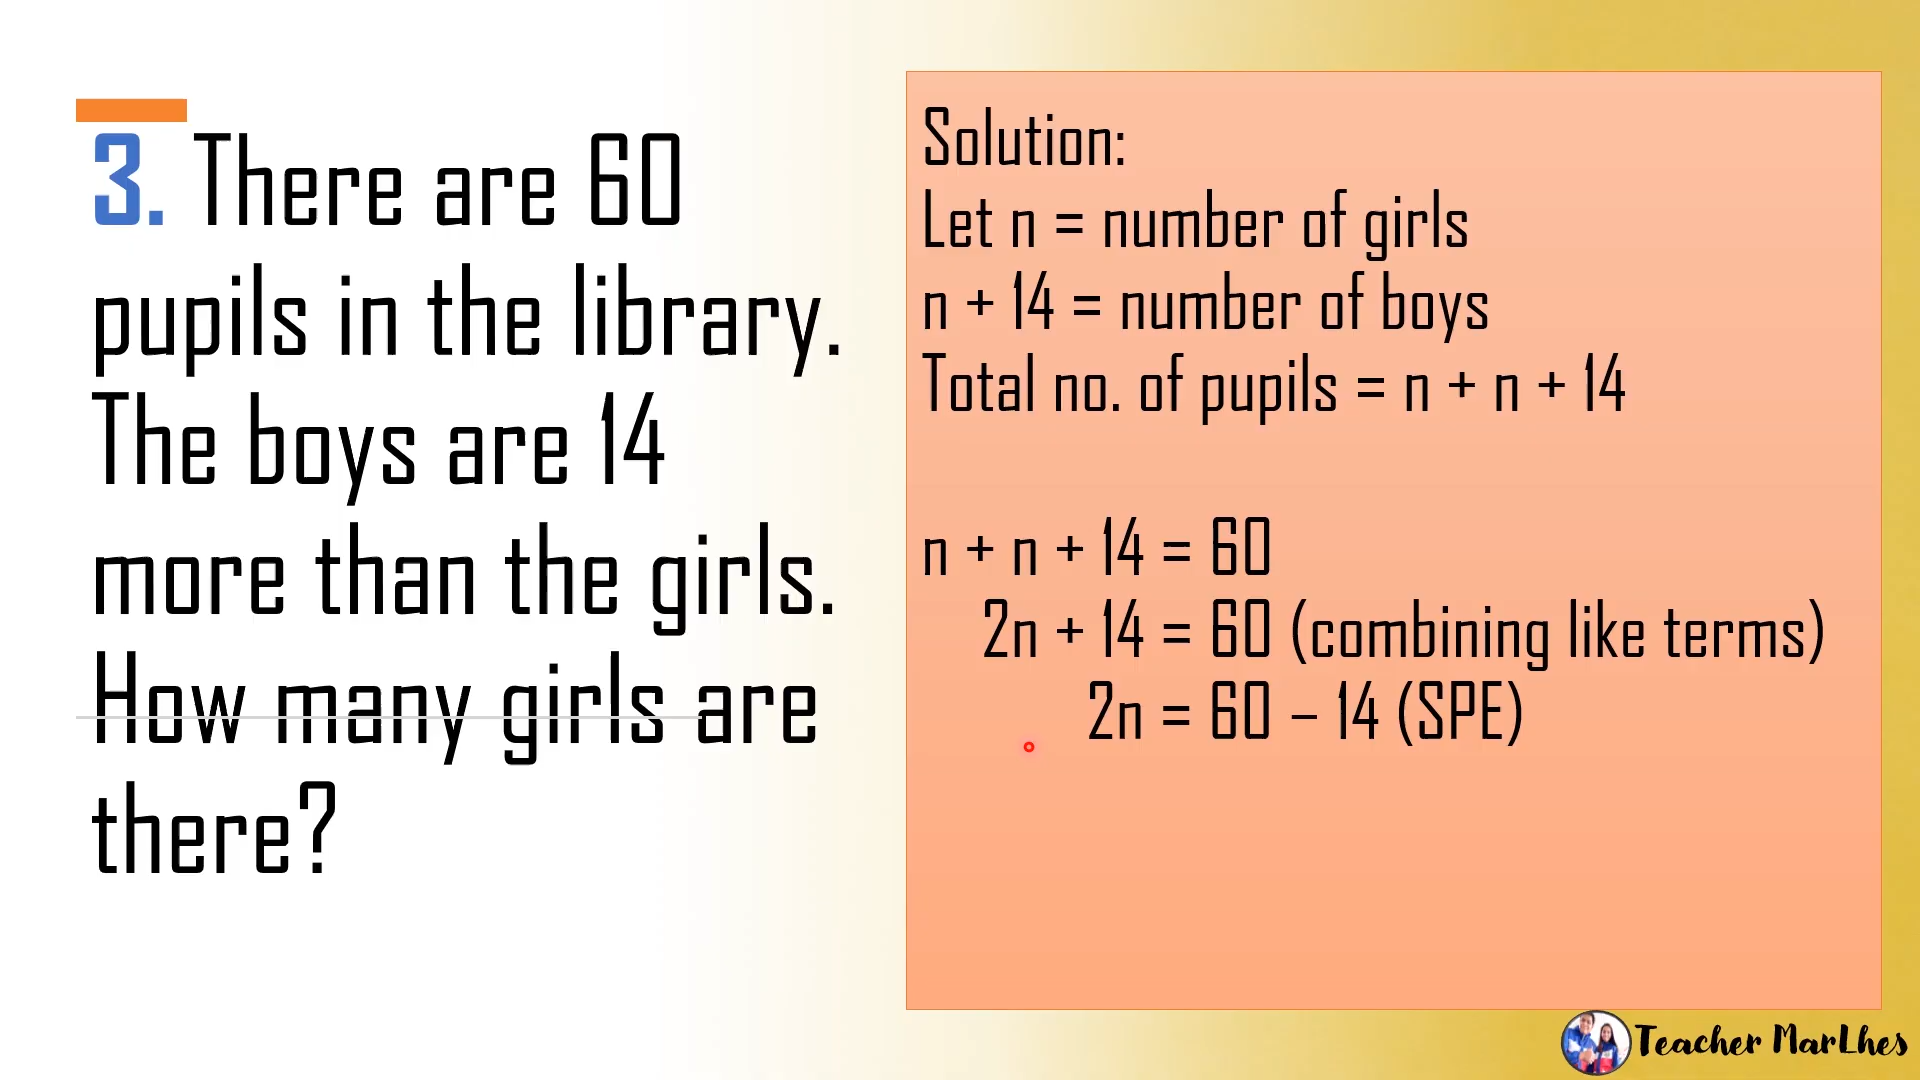 3. There are 60
pupils in the library.
The boys are 14
more than the girls.
How many girls are
there?
Solution:
Let n = number of girls
n + 14 = number of boys
Total no. of pupils = n + n + 14
n + n + 14 = 60
2n + 14 = 60 (combining like terms)
2n = 60 – 14 (SPE)
Teacher MarLhes